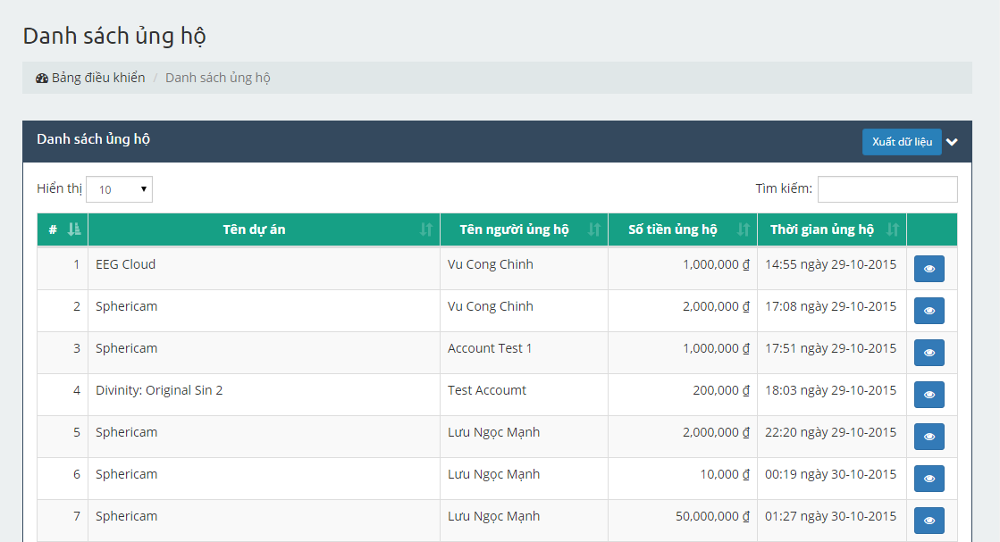 Danh sách ủng hộ
Bảng điều khiển / Danh sách ủng hộ
Danh sách ủng hộ Xuất dữ liệu
Hiển thị 10 Tìm kiếm:
# Tên dự án Tên người ủng hộ Số tiền ủng hộ Thời gian ủng hộ
1 EEG Cloud Vu Cong Chinh 1,000,000 ₫ 14:55 ngày 29-10-2015
2 Sphericam Vu Cong Chinh 2,000,000 ₫ 17:08 ngày 29-10-2015
3 Sphericam Account Test 1 1,000,000 ₫ 17:51 ngày 29-10-2015
4 Divinity: Original Sin 2 Test Accoumt 200,000 ₫ 18:03 ngày 29-10-2015
5 Sphericam Lưu Ngọc Mạnh 2,000,000 ₫ 22:20 ngày 29-10-2015
6 Sphericam Lưu Ngọc Mạnh 10,000 ₫ 00:19 ngày 30-10-2015
7 Sphericam Lưu Ngọc Mạnh 50,000,000 ₫ 01:27 ngày 30-10-2015